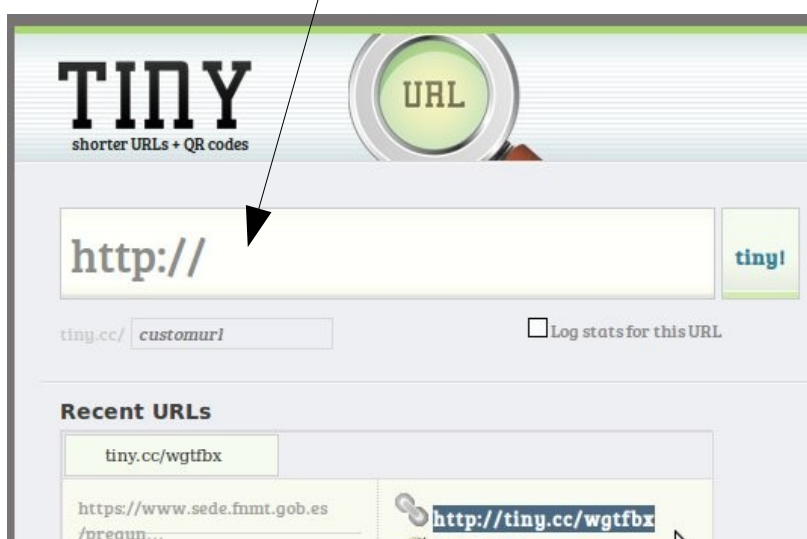 TINY
shorter URLs + QR codes
URL
http://
tiny!
tiny.cc/ customurl
Log stats for this URL
Recent URLs
tiny.cc/wgtfbx
https://www.sede.fnmt.gob.es
/pregun...
http://tiny.cc/wgtfbx